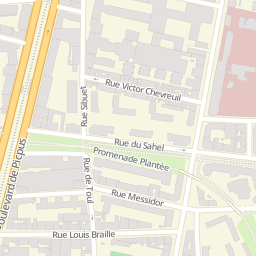 Rue Victor Chevreuil
Rue Sibuet
Rue du Sahel
Promenade Plantée
Boulevard de Picpus
Rue de Toul
Rue Messidor
Rue Louis Braille